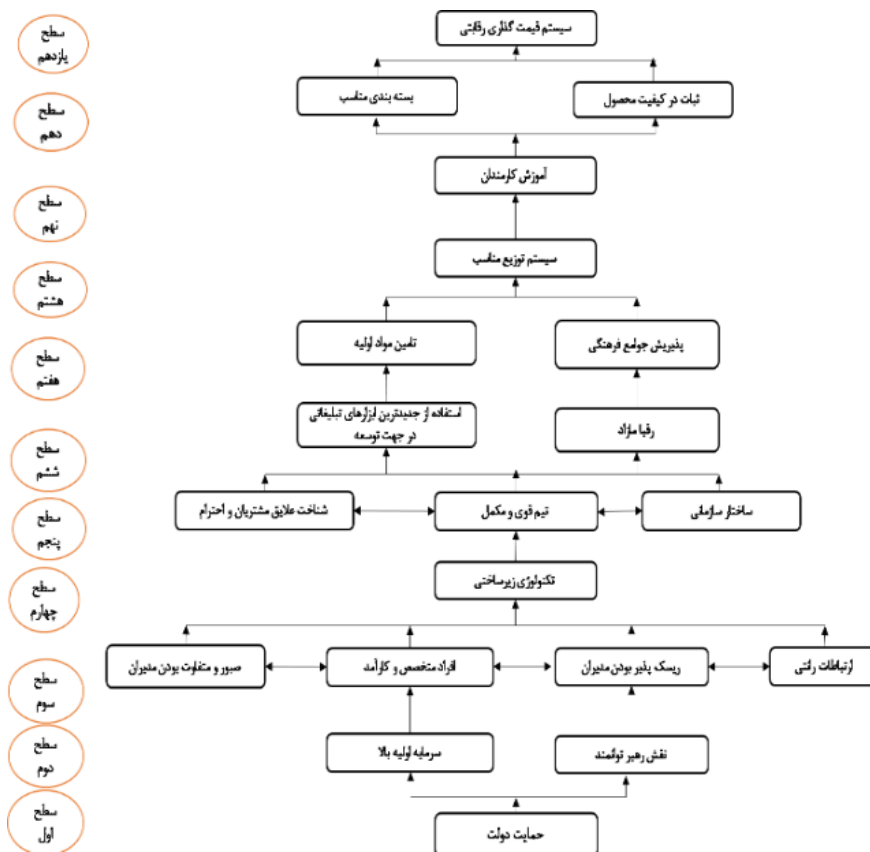 سطح
یازدهم
سیستم قیمت گذاری رقابتی
سطح
دهم
ثبات در کیفیت محصول
بسته بندی مناسب
سطح
نهم
آموزش کارمندان
سطح
هشتم
سیستم توزیع مناسب
سطح
هفتم
پذیریش جوامع فرهنگی
تامین مواد اولیه
سطح
ششم
رقبا مازاد
استفاده از جدیدترین ابزارهای تبلیغاتی
در جهت توسعه
سطح
پنجم
ساختار سازمانی
تیم قوی و مکمل
شناخت علایق مشتریان و احترام
سطح
چهارم
تکنولوژی زیرساختی
سطح
سوم
ارتباطات رانتی
ریسک پذیر بودن مدیران
افراد متخصص و کارآمد
صبور و متفاوت بودن مدیران
سطح
دوم
نقش رهبر توانمند
سرمایه اولیه بالا
سطح
اول
حمایت دولت